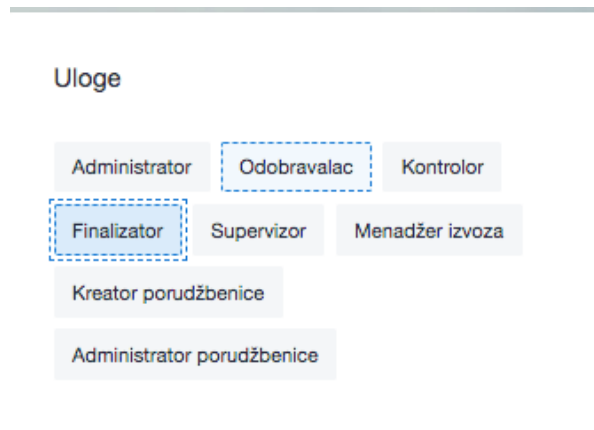 Uloge
Administrator Odobravalac Kontrolor
Finalizator Supervizor Menadžer izvoza
Kreator porudžbenice
Administrator porudžbenice